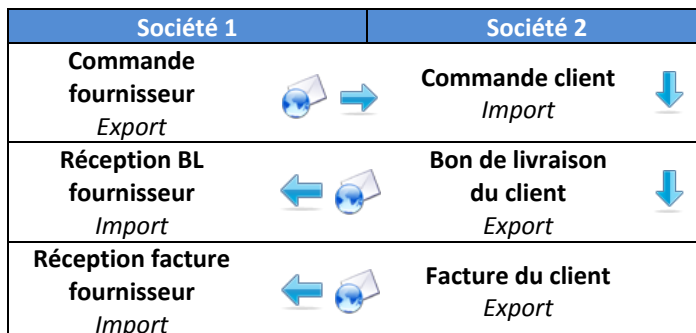 Société 1
Société 2
Commande
fournisseur
Export
Commande client
Import
Réception BL
fournisseur
Import
Bon de livraison
du client
Export
Réception facture
fournisseur
Import
Facture du client
Export